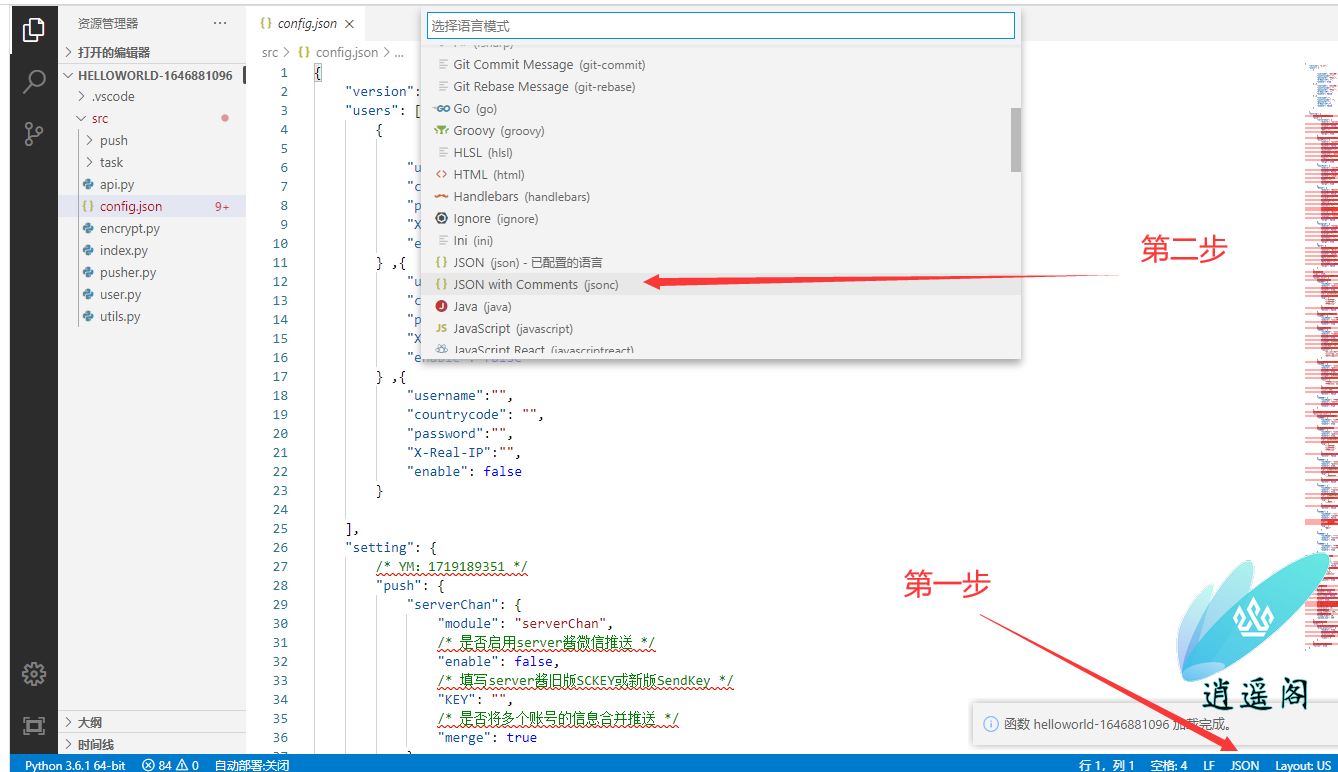 资源管理器
打开的编辑器
HELLOWORLD-1646881096
.vscode
src
push
task
api.py
config.json 9+
encrypt.py
index.py
pusher.py
user.py
utils.py
大纲
时间线
config.json
src > config.json > ...
选择语言模式
Git Commit Message (git-commit)
Git Rebase Message (git-rebase)
Go (go)
Groovy (groovy)
HLSL (hlsl)
HTML (html)
Handlebars (handlebars)
Ignore (ignore)
Ini (ini)
JSON (json) - 已配置的语言
JSON with Comments (jsonc)
Java (java)
JavaScript (javascript)
JavaScript React (javascriptreact)
第二步
1 {
2 "version":
3 "users": [
4 {
5
6 "u
7 "c
8 "p
9 "X
10 "e
11 } ,{
12 "u
13 "c
14 "p
15 "X
16
17 } ,{
18 "username":"",
19 "countrycode": "",
20 "password":"",
21 "X-Real-IP":"",
22 "enable": false
23 }
24
25 ],
26 "setting": {
27 /* YM: 1719189351 */
28 "push": {
29 "serverChan": {
30 "module": "serverChan",
31 /* 是否启用server酱微信推送 */
32 "enable": false,
33 /* 填写server酱旧版SCKEY或新版SendKey */
34 "KEY": "",
35 /* 是否将多个账号的信息合并推送 */
36 "merge": true
第一步
逍遥阁
函数 helloworld-1646881096 加载完成。
Python 3.6.1 64-bit 84 0 自动部署:关闭 行 1，列 1 空格: 4 LF JSON Layout: US